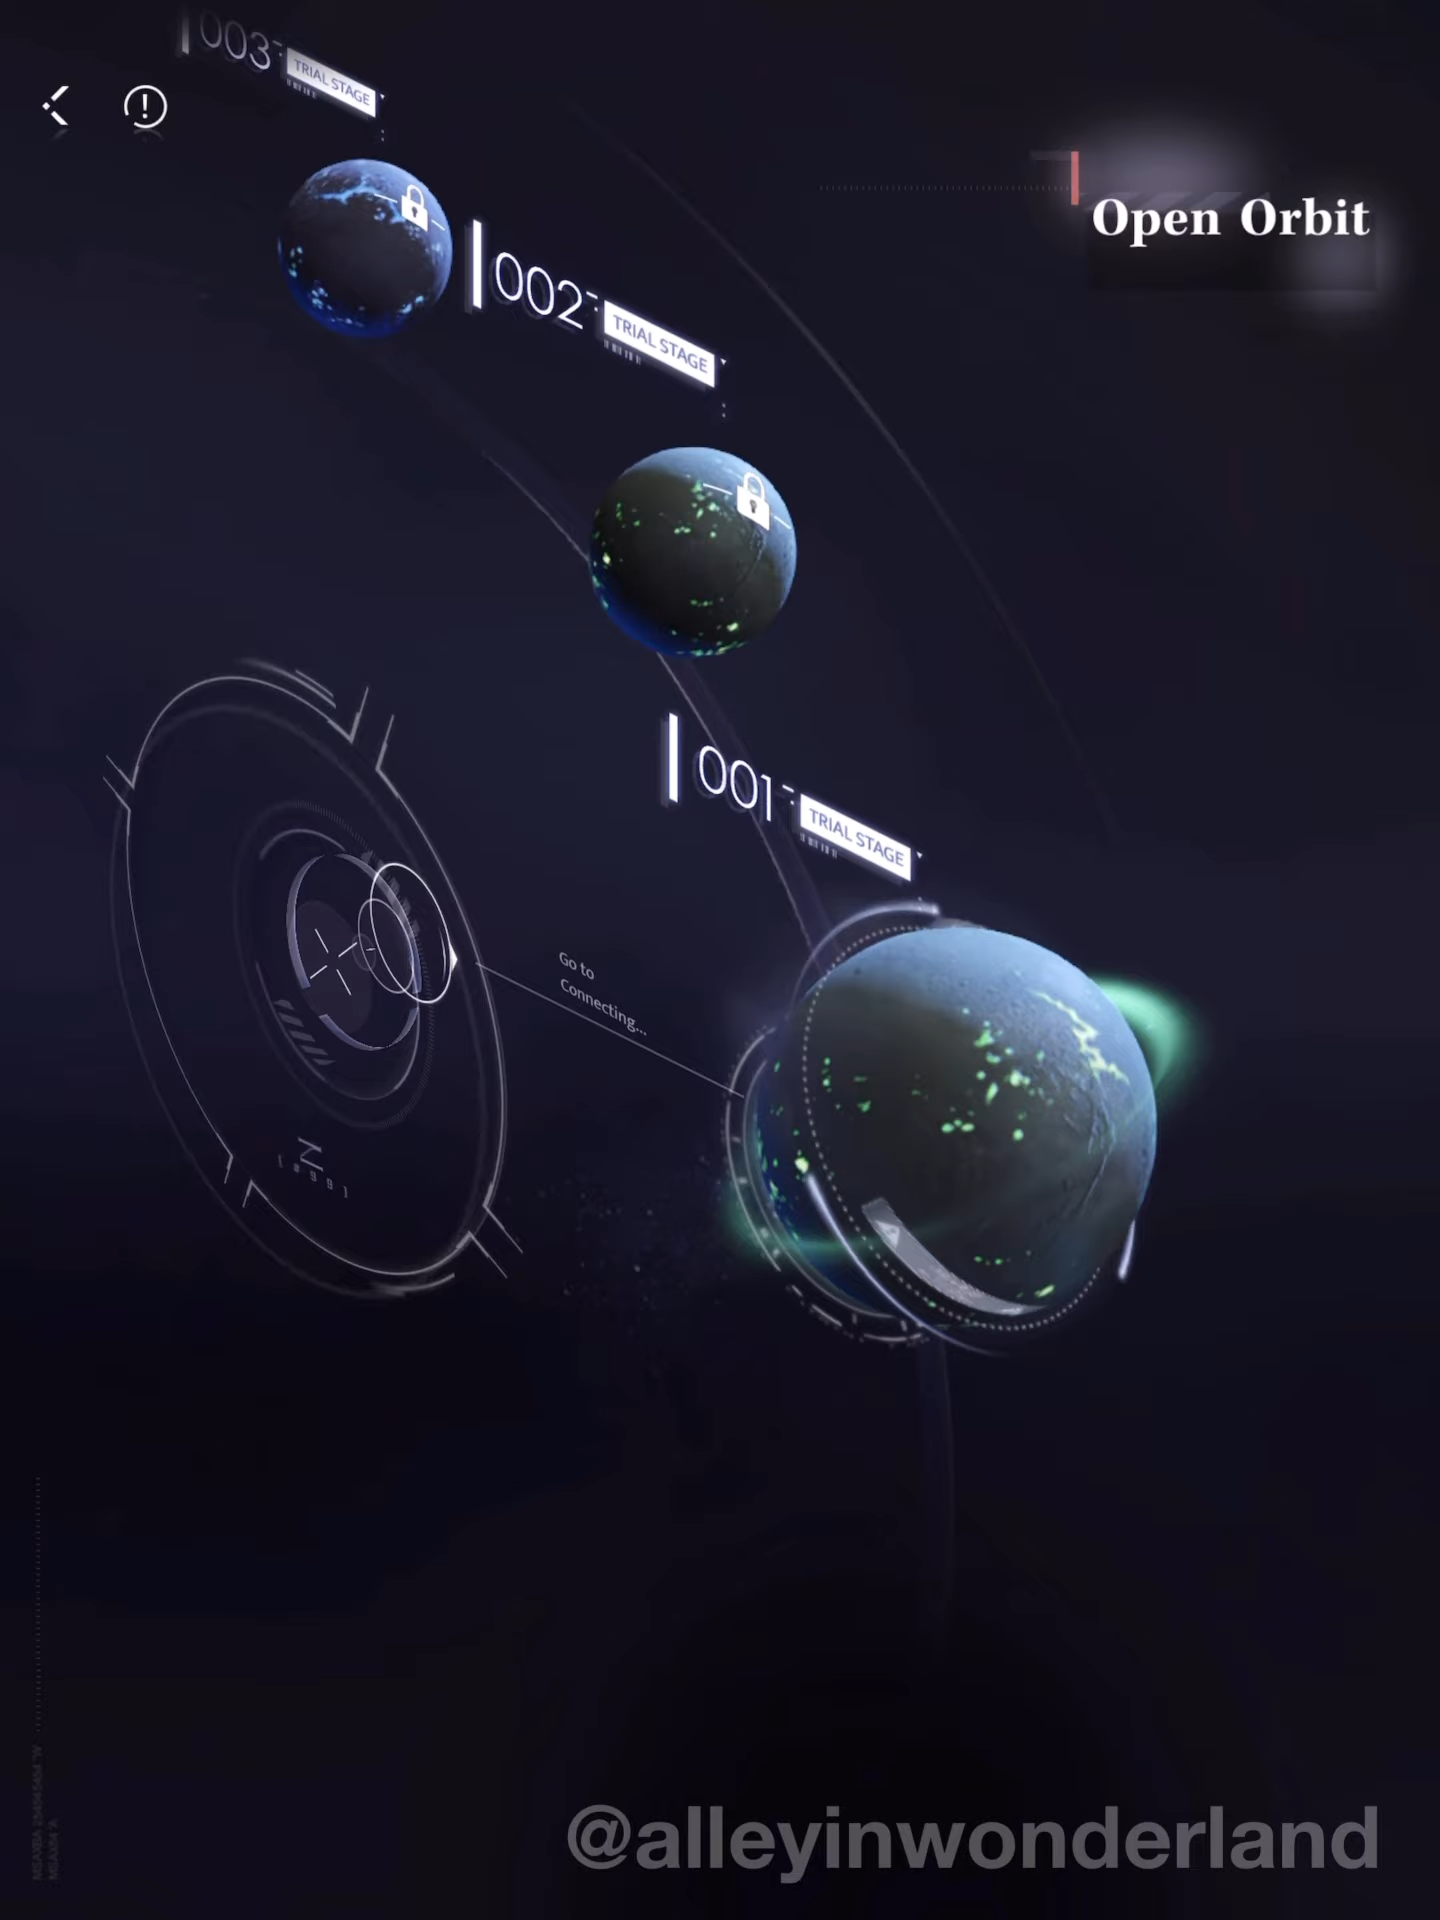 003
TRIAL STAGE
Open Orbit
002
TRIAL STAGE
001
TRIAL STAGE
Go to
Connecting...
@alleyinwonderland